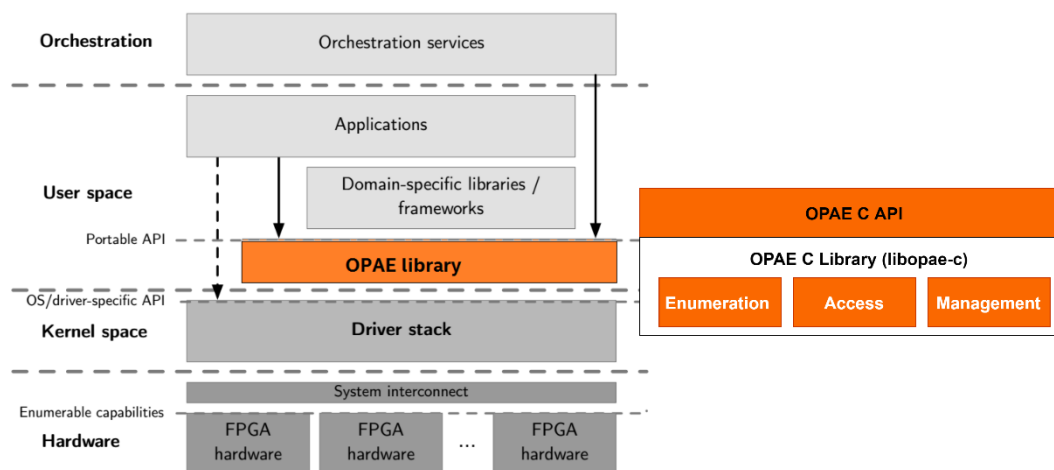 Orchestration
Orchestration services
Applications
User space
Domain-specific libraries /
frameworks
Portable API
OPAE library
OS/driver-specific API
Kernel space
Driver stack
System interconnect
Enumerable capabilities
Hardware
FPGA
hardware
FPGA
hardware
...
FPGA
hardware
OPAE C API
OPAE C Library (libopae-c)
Enumeration
Access
Management